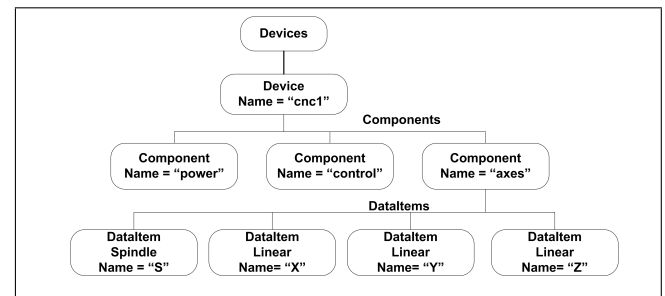 Devices
Device
Name = “cnc1”
Components
Component
Name = “power”
Component
Name = “control”
Component
Name = “axes”
DataItems
DataItem
Spindle
Name = “S”
DataItem
Linear
Name= “X”
DataItem
Linear
Name= “Y”
DataItem
Linear
Name= “Z”